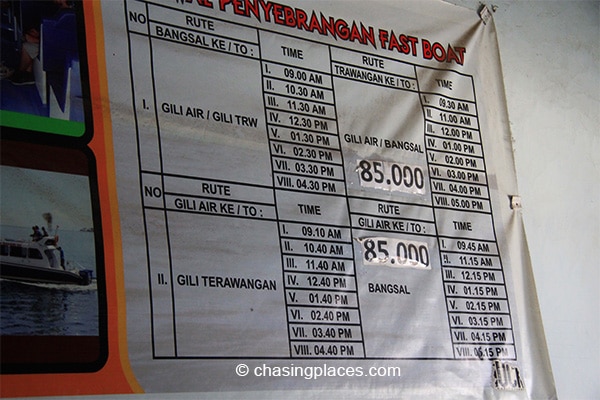 PENYEBRANGAN FAST BOAT
NO RUTE TIME RUTE TIME
BANGSAL KE / TO : TRAWANGAN KE / TO :
I. GILI AIR / GILI TRW
I. 09.00 AM
II. 10.30 AM
III. 11.30 AM
IV. 12.30 PM
V. 01.30 PM
VI. 02.30 PM
VII. 03.30 PM
VIII. 04.30 PM
GILI AIR / BANGSAL
85.000
I. 09.30 AM
II. 11.00 AM
III. 12.00 PM
IV. 01.00 PM
V. 02.00 PM
VI. 03.00 PM
VII. 04.00 PM
VIII. 05.00 PM
NO RUTE TIME RUTE TIME
GILI AIR KE / TO : GILI AIR KE / TO :
II. GILI TERAWANGAN
I. 09.10 AM
II. 10.40 AM
III. 11.40 AM
IV. 12.40 PM
V. 01.40 PM
VI. 02.40 PM
VII. 03.40 PM
VIII. 04.40 PM
85.000
BANGSAL
I. 09.45 AM
II. 11.15 AM
III. 12.15 PM
IV. 01.15 PM
V. 02.15 PM
VI. 03.15 PM
VII. 04.15 PM
VIII. PM
© chasingplaces.com